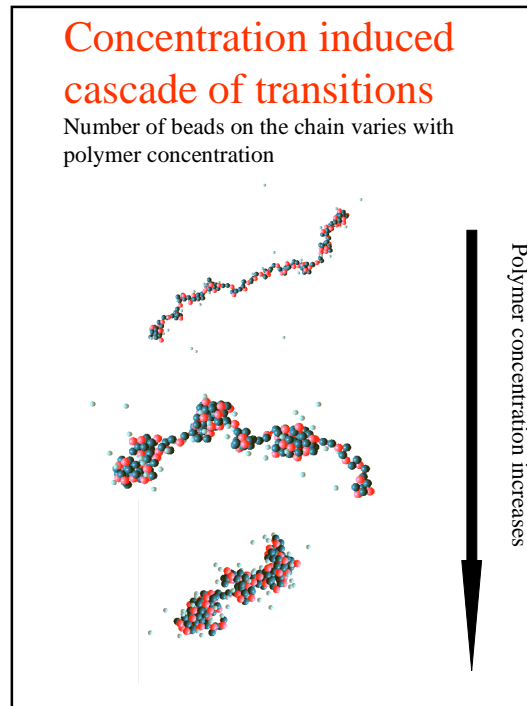 Concentration induced
cascade of transitions
Number of beads on the chain varies with
polymer concentration
Polymer concentration increases